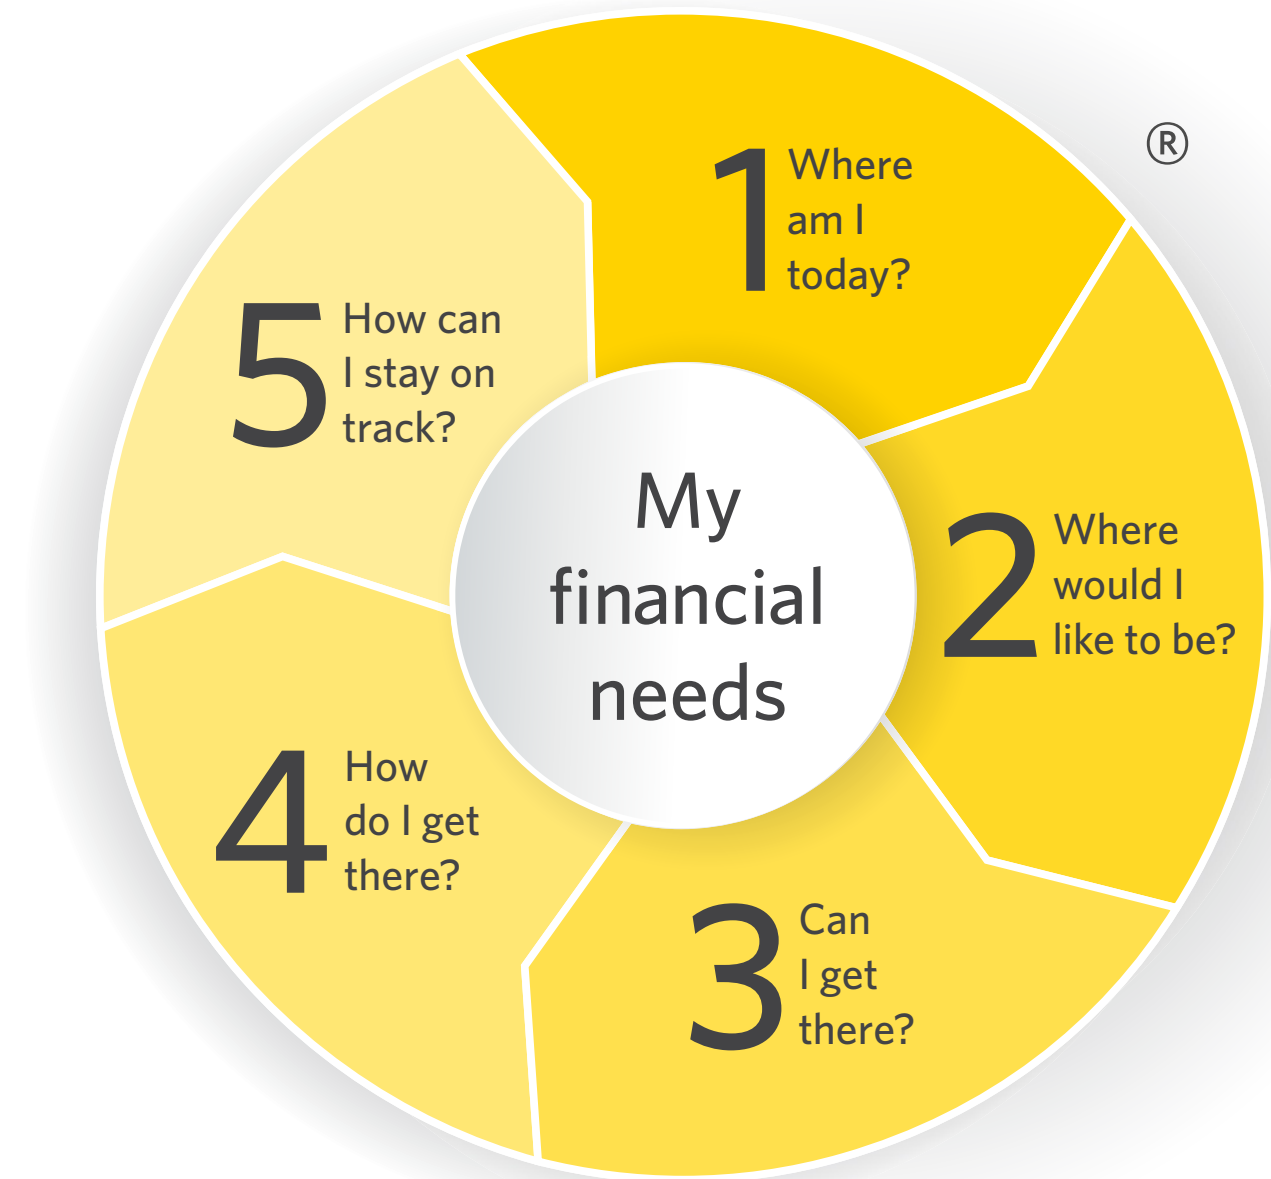 ®
1
Where
am I
today?
2
Where
would I
like to be?
3
Can
I get
there?
4
How
do I get
there?
5
How can
I stay on
track?
My
financial
needs